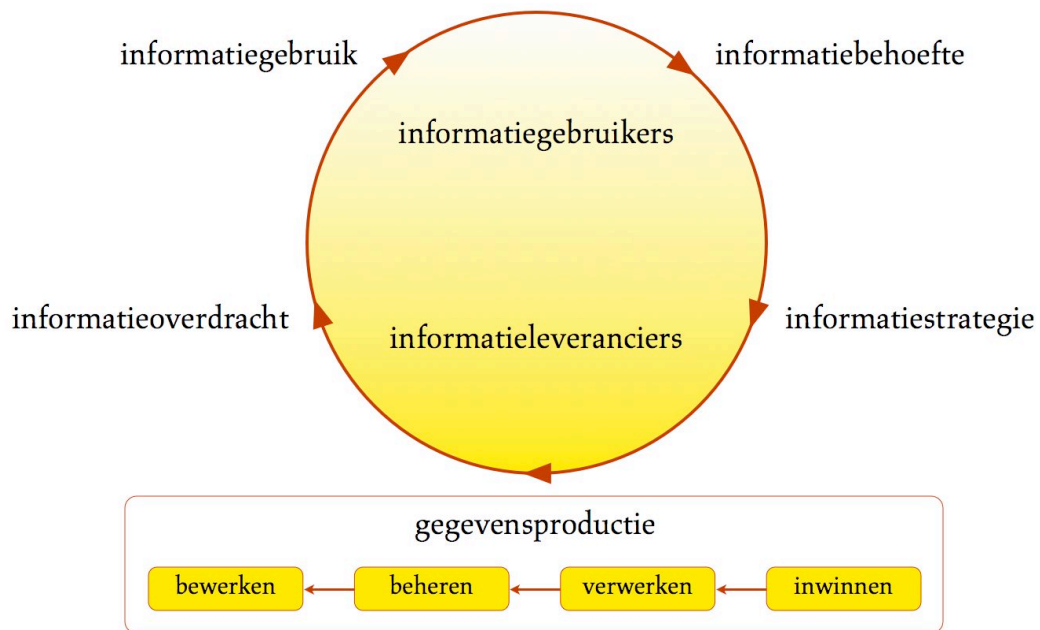 informatiegebruik
informatiebehoefte
informatiegebruikers
informatieoverdracht
informatiestrategie
informatieleveranciers
gegevensproductie
bewerken
beheren
verwerken
inwinnen